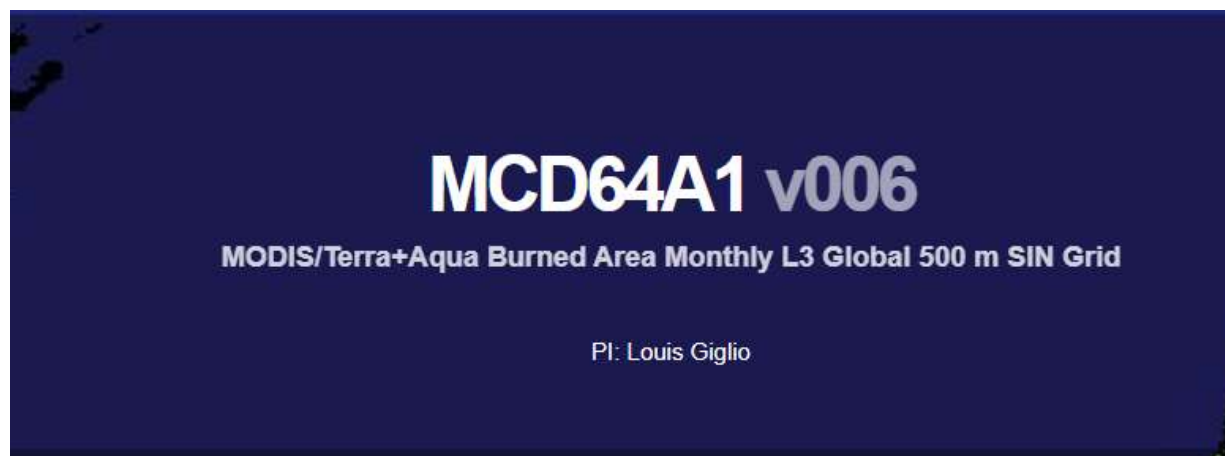 MCD64A1 v006
MODIS/Terra+Aqua Burned Area Monthly L3 Global 500 m SIN Grid
PI: Louis Giglio